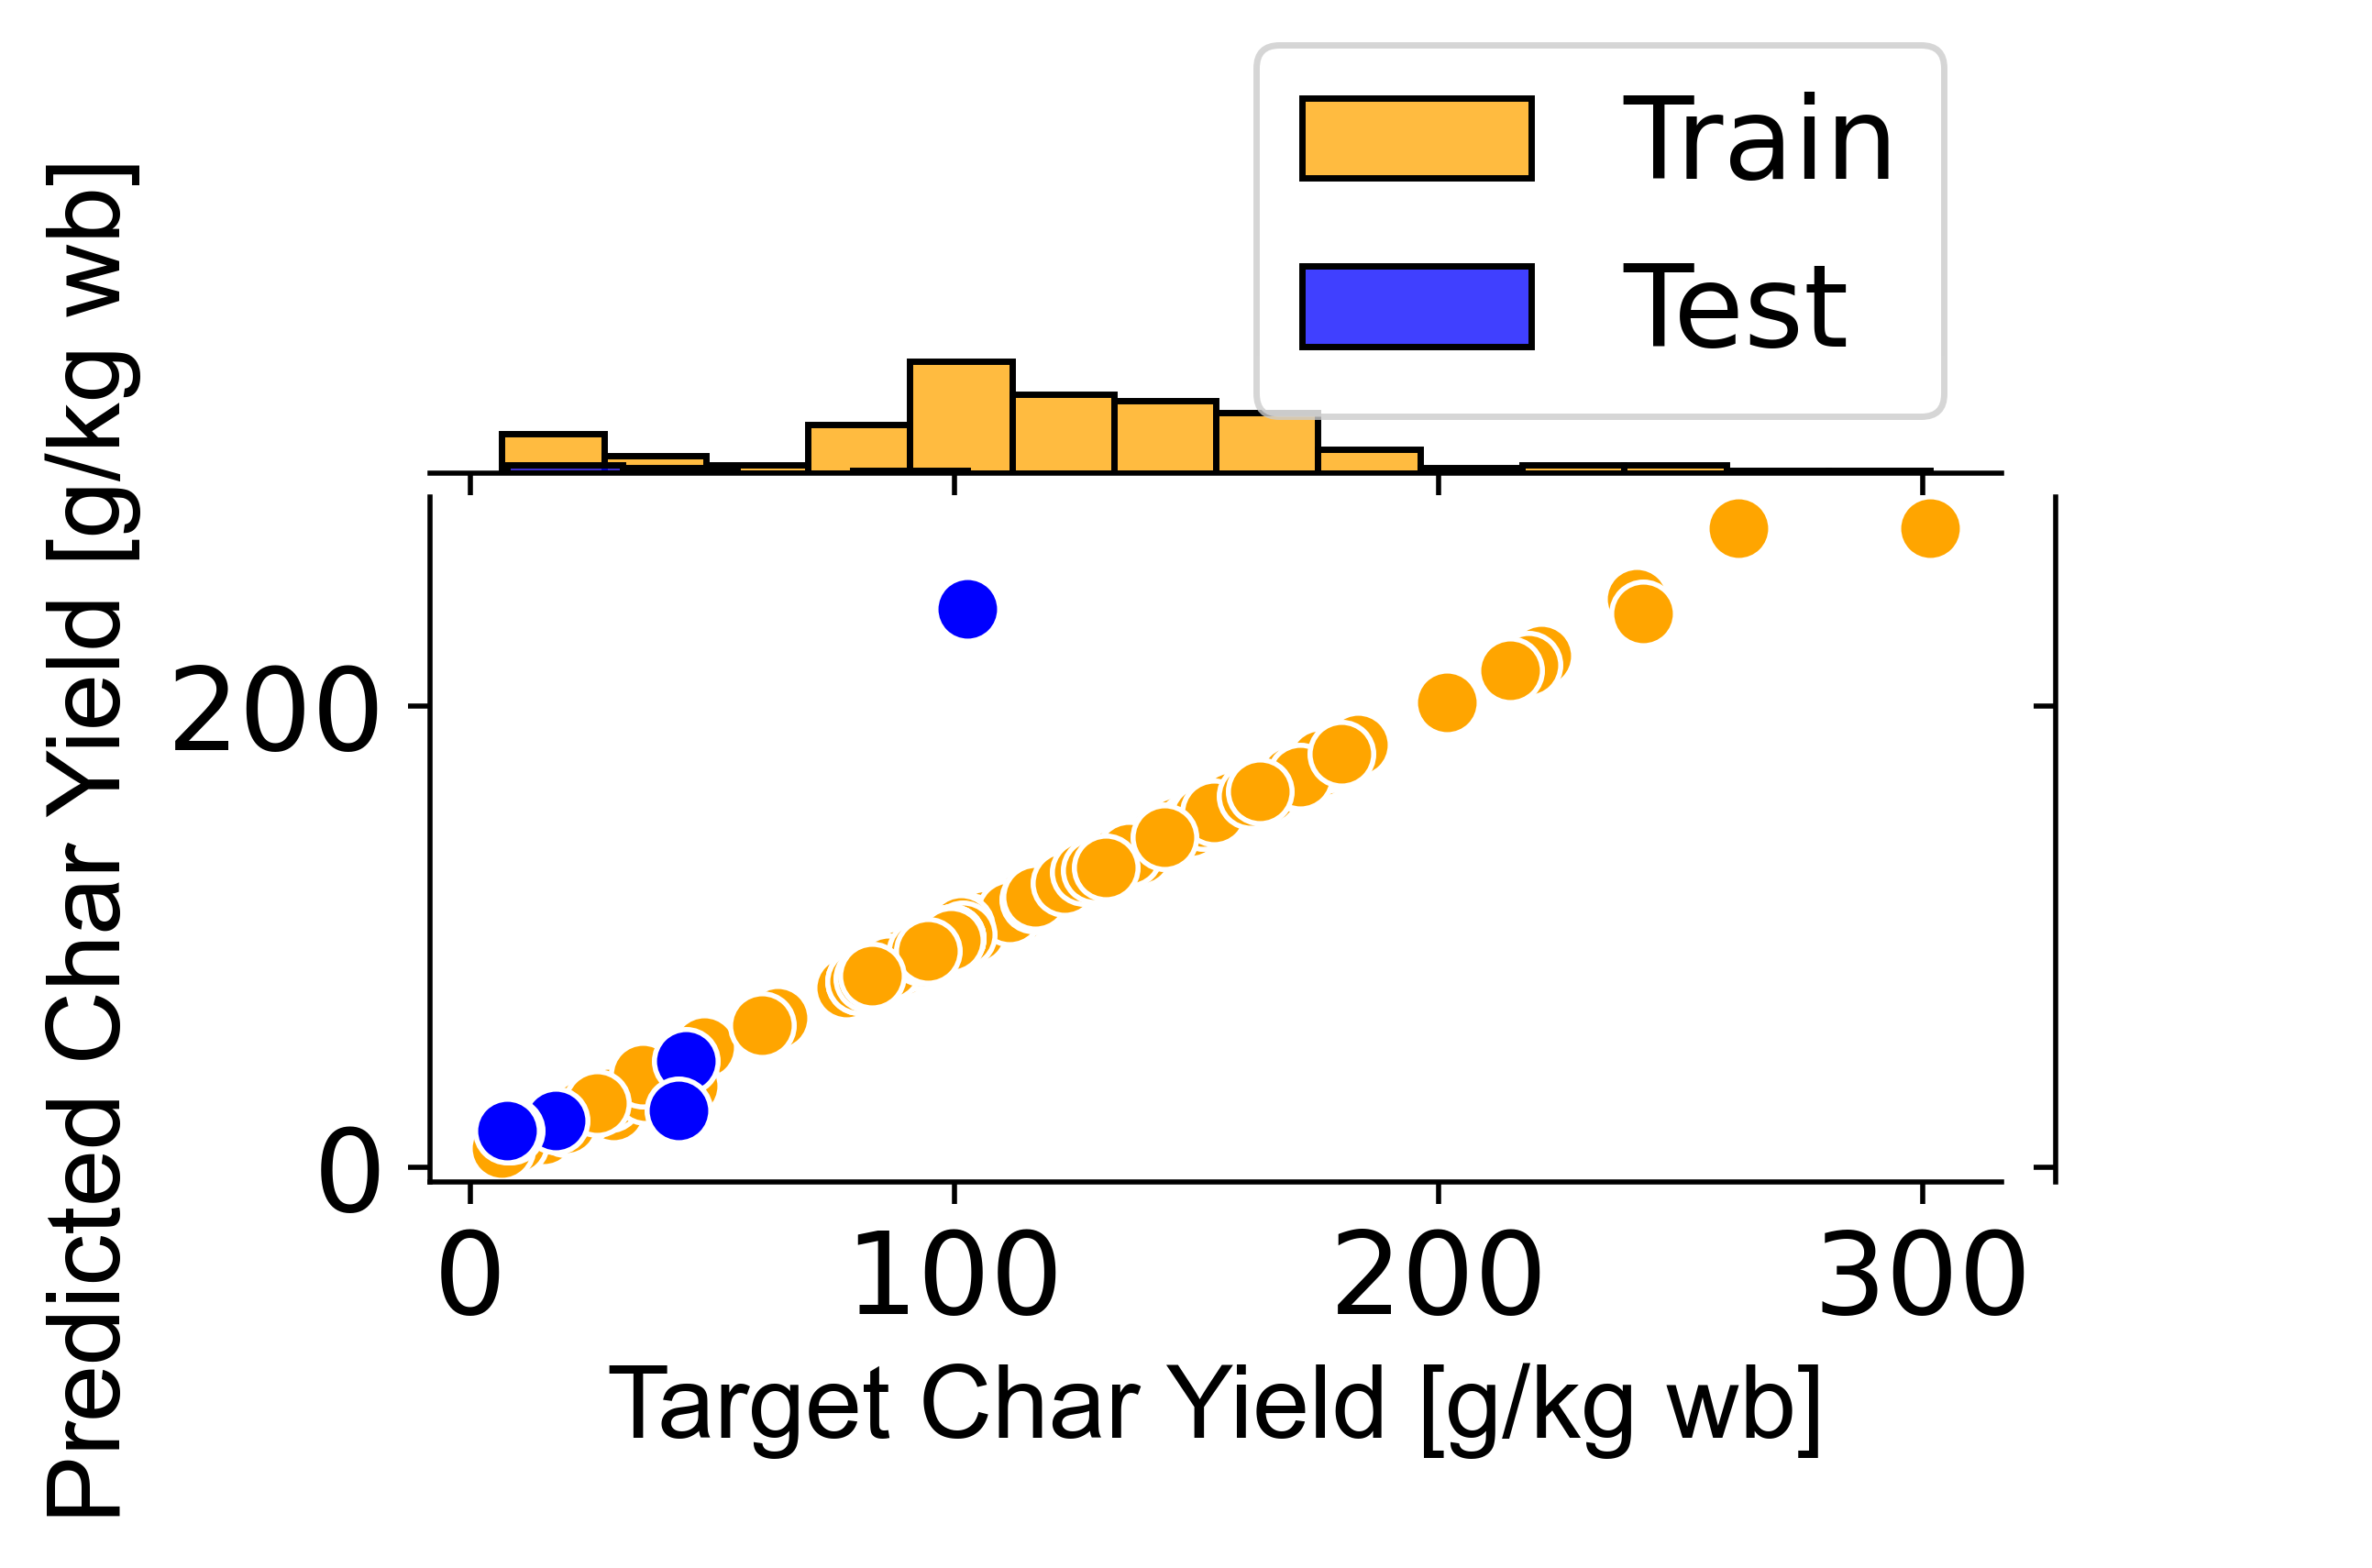 Train
Test
Predicted Char Yield [g/kg wb]
200
0
0 100 200 300
Target Char Yield [g/kg wb]